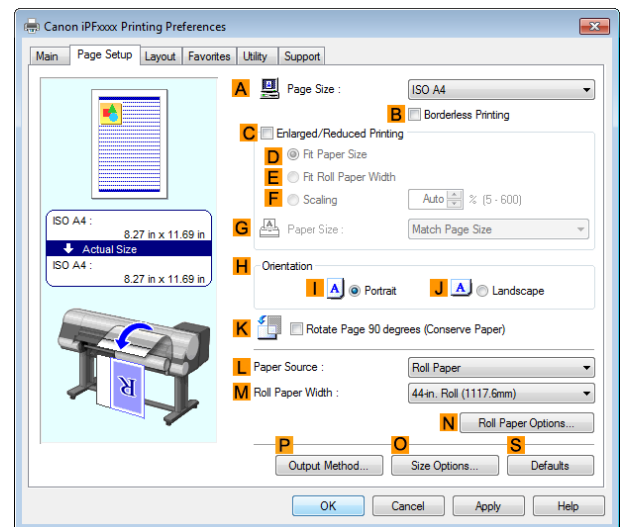 Canon iPFxxxx Printing Preferences
Main Page Setup Layout Favorites Utility Support
A Page Size : ISO A4
B Borderless Printing
C Enlarged/Reduced Printing
D Fit Paper Size
E Fit Roll Paper Width
F Scaling Auto % (5 - 600)
G Paper Size : Match Page Size
ISO A4 :
8.27 in x 11.69 in
Actual Size
ISO A4 :
8.27 in x 11.69 in
H Orientation
I A Portrait J A Landscape
K Rotate Page 90 degrees (Conserve Paper)
R
L Paper Source : Roll Paper
M Roll Paper Width : 44-in. Roll (1117.6mm)
N Roll Paper Options...
P O S
Output Method... Size Options... Defaults
OK Cancel Apply Help